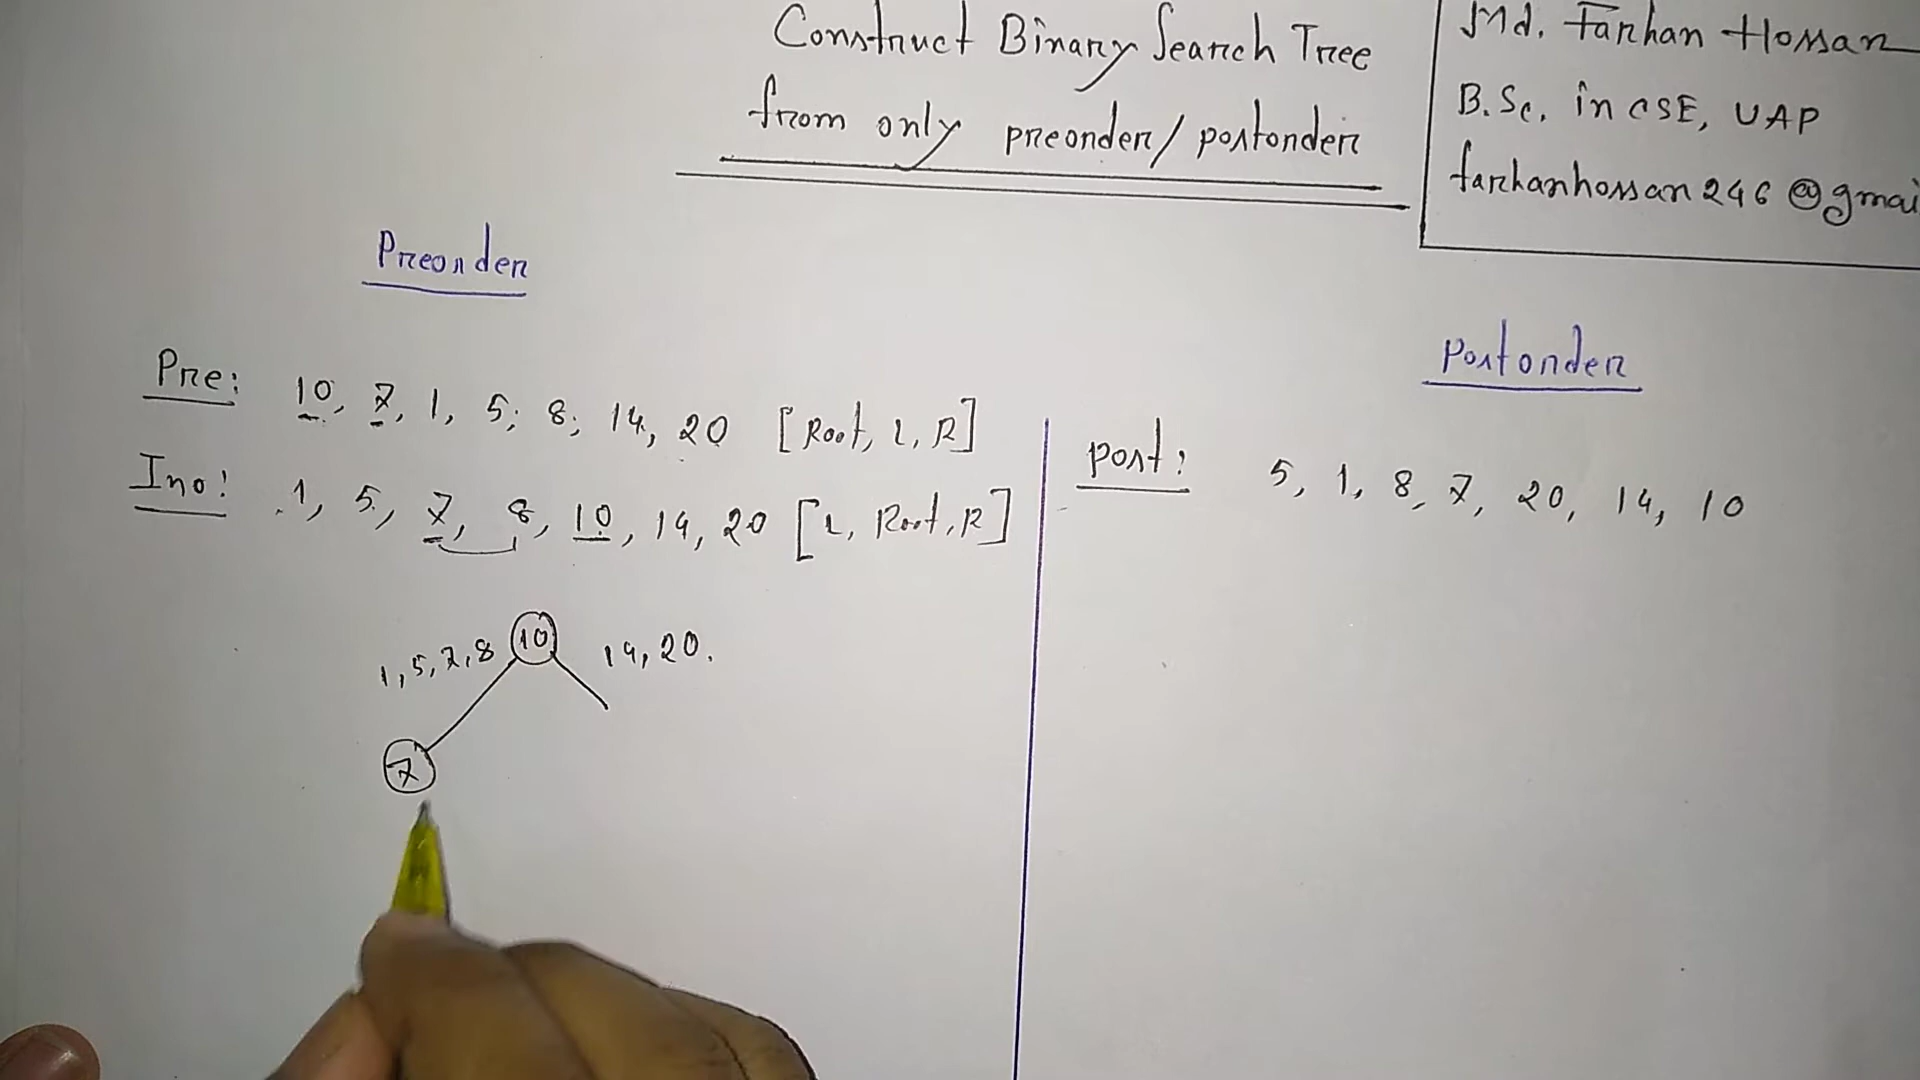 Construct Binary Search Tree
from only preorder/postorder
Md. Farhan Hossan
B.Sc. in CSE, UAP
farhanhossan246@gmai
Preorder
Pre: 10, 7, 1, 5; 8; 14, 20 [Root, L, R]
Ino: 1, 5, 7, 8, 10, 14, 20 [L, Root, R]
1, 5, 7, 8 10 14, 20.
7
Postorder
post: 5, 1, 8, 7, 20, 14, 10